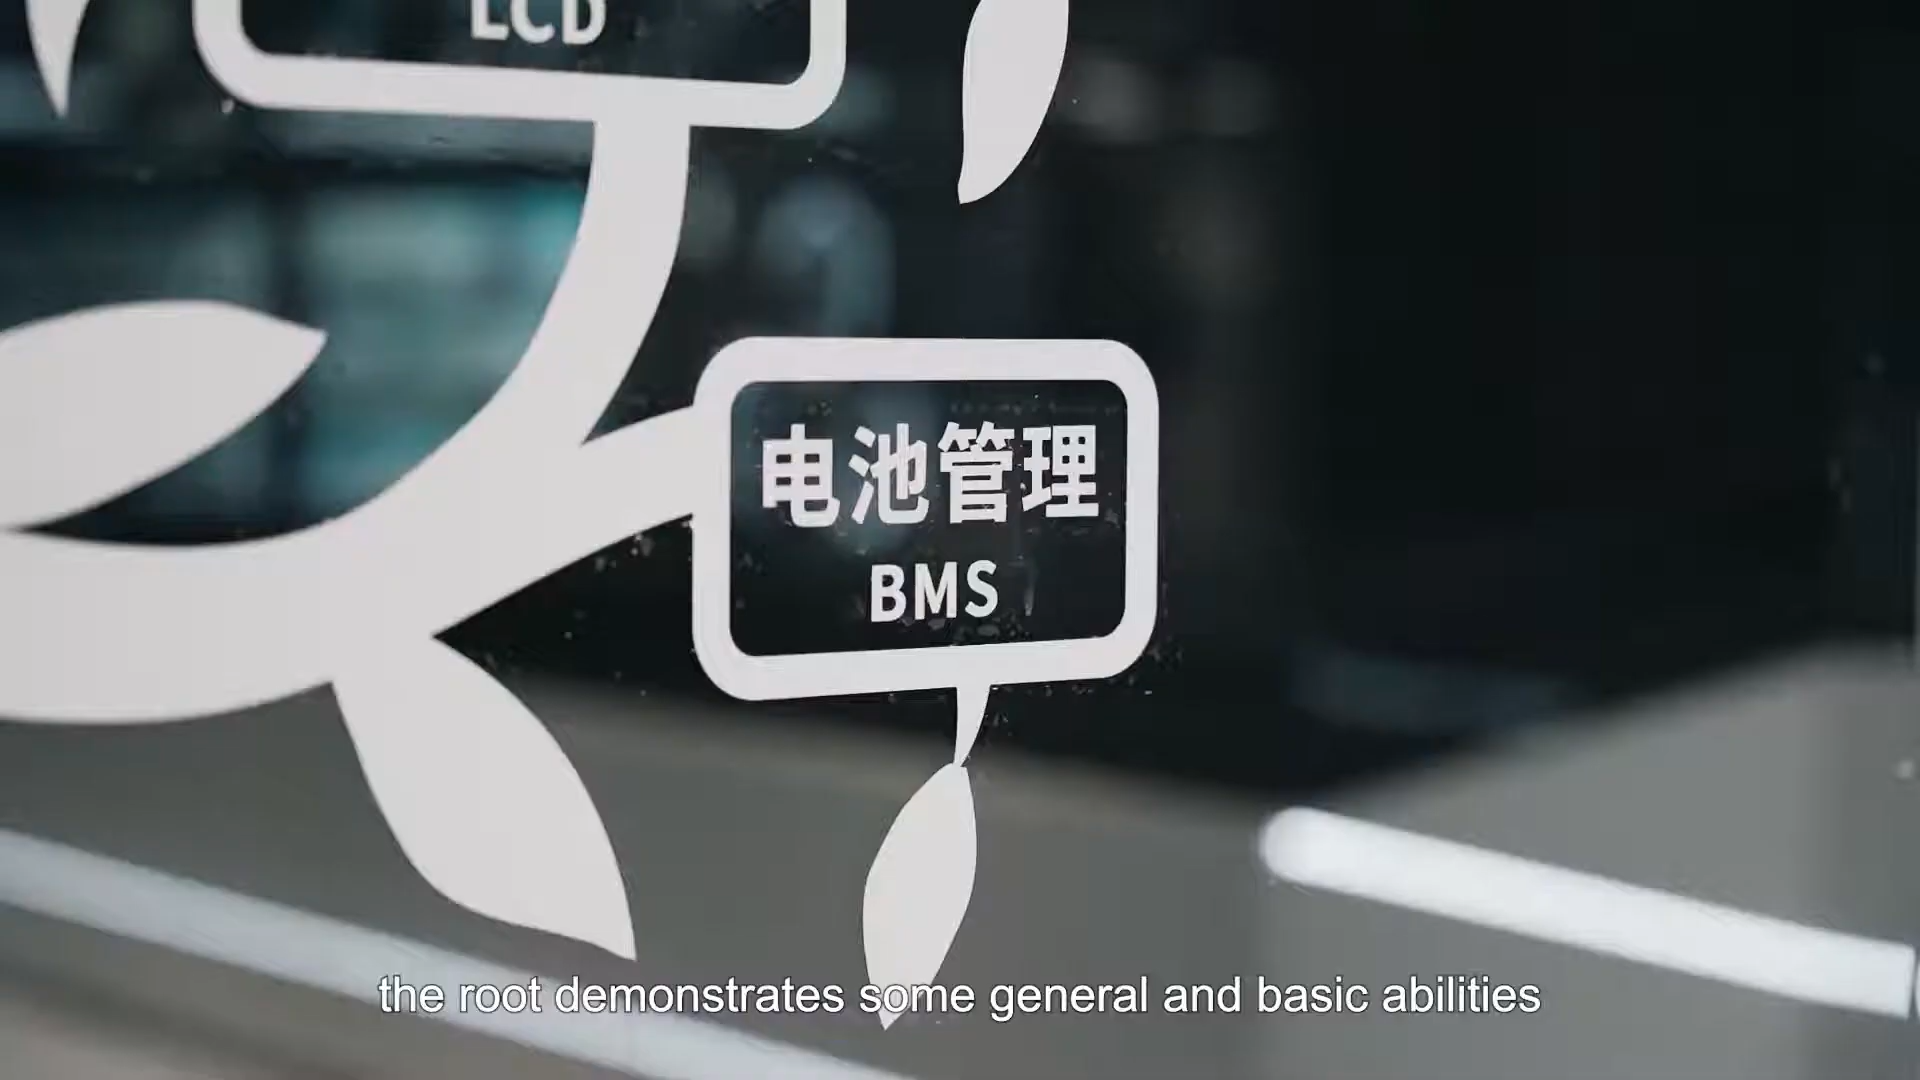 LCD
电池管理
BMS
the root demonstrates some general and basic abilities